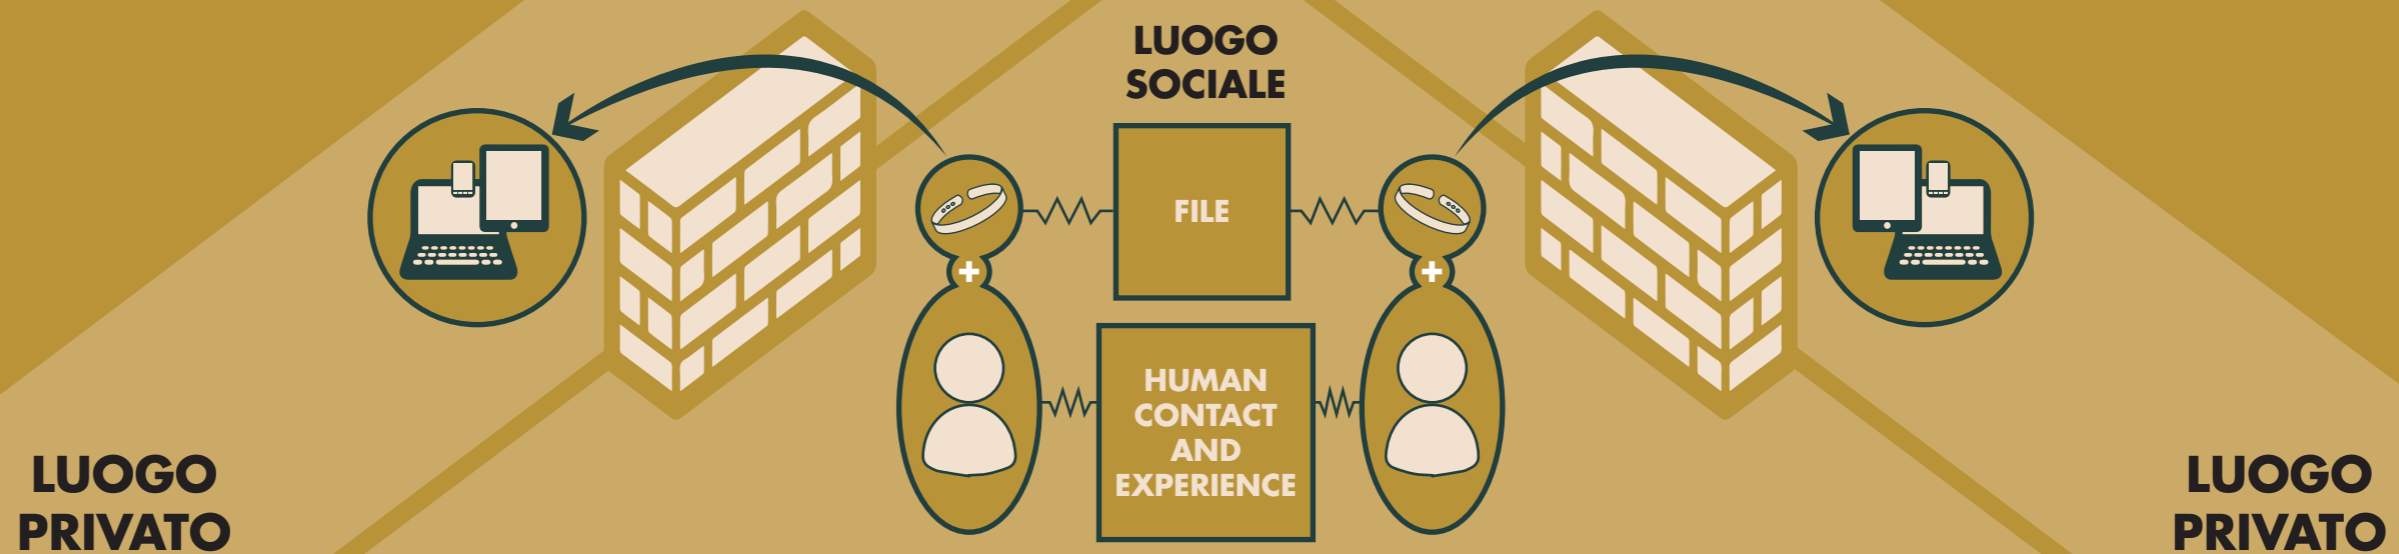 LUOGO
SOCIALE
FILE
HUMAN
CONTACT
AND
EXPERIENCE
LUOGO
PRIVATO
LUOGO
PRIVATO